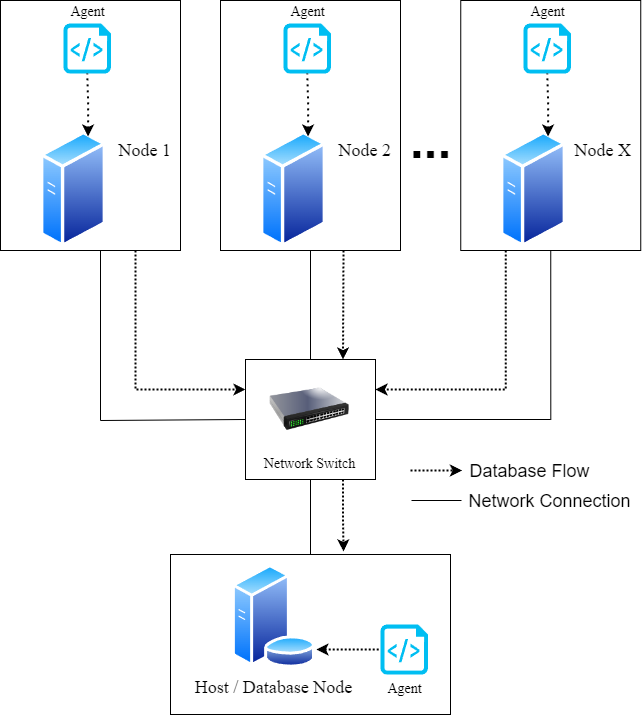 Agent
Agent
Agent
</>
</>
</>
Node 1
Node 2
...
Node X
Network Switch
Database Flow
Network Connection
</>
Host / Database Node
Agent